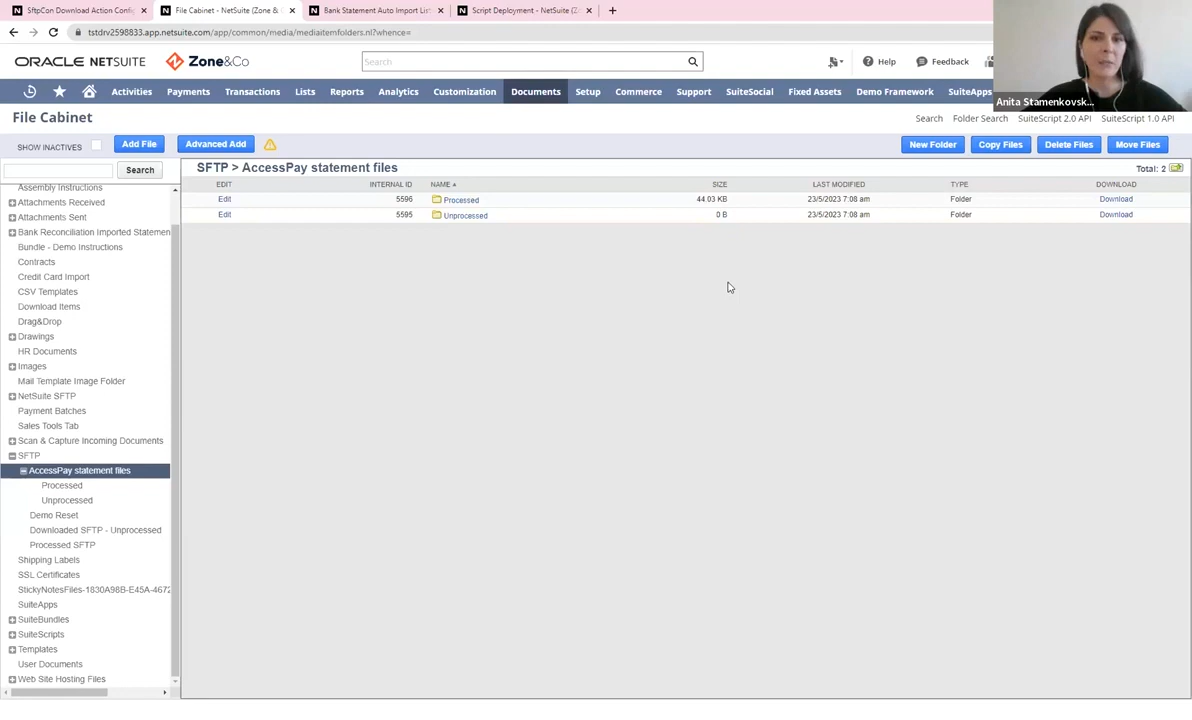 SftpCon Download Action Config
File Cabinet - NetSuite (Zone &
Bank Statement Auto Import List
Script Deployment - NetSuite (Z
tstdrv2598833.app.netsuite.com/app/common/media/mediaitemfolders.nl?whence=
ORACLE NETSUITE
Zone&Co
Search
Help
Feedback
Activities
Payments
Transactions
Lists
Reports
Analytics
Customization
Documents
Setup
Commerce
Support
SuiteSocial
Fixed Assets
Demo Framework
SuiteApps
Anita Stamenkovsk...
File Cabinet
Search
Folder Search
SuiteScript 2.0 API
SuiteScript 1.0 API
SHOW INACTIVES
Add File
Advanced Add
New Folder
Copy Files
Delete Files
Move Files
Search
SFTP > AccessPay statement files
Total: 2
EDIT INTERNAL ID NAME SIZE LAST MODIFIED TYPE DOWNLOAD
Edit 5596 Processed 44.03 KB 23/5/2023 7:08 am Folder Download
Edit 5595 Unprocessed 0 B 23/5/2023 7:08 am Folder Download
Assembly Instructions
Attachments Received
Attachments Sent
Bank Reconciliation Imported Statemen
Bundle - Demo Instructions
Contracts
Credit Card Import
CSV Templates
Download Items
Drag&Drop
Drawings
HR Documents
Images
Mail Template Image Folder
NetSuite SFTP
Payment Batches
Sales Tools Tab
Scan & Capture Incoming Documents
SFTP
AccessPay statement files
Processed
Unprocessed
Demo Reset
Downloaded SFTP - Unprocessed
Processed SFTP
Shipping Labels
SSL Certificates
StickyNotesFiles-1830A98B-E45A-4672
SuiteApps
SuiteBundles
SuiteScripts
Templates
User Documents
Web Site Hosting Files